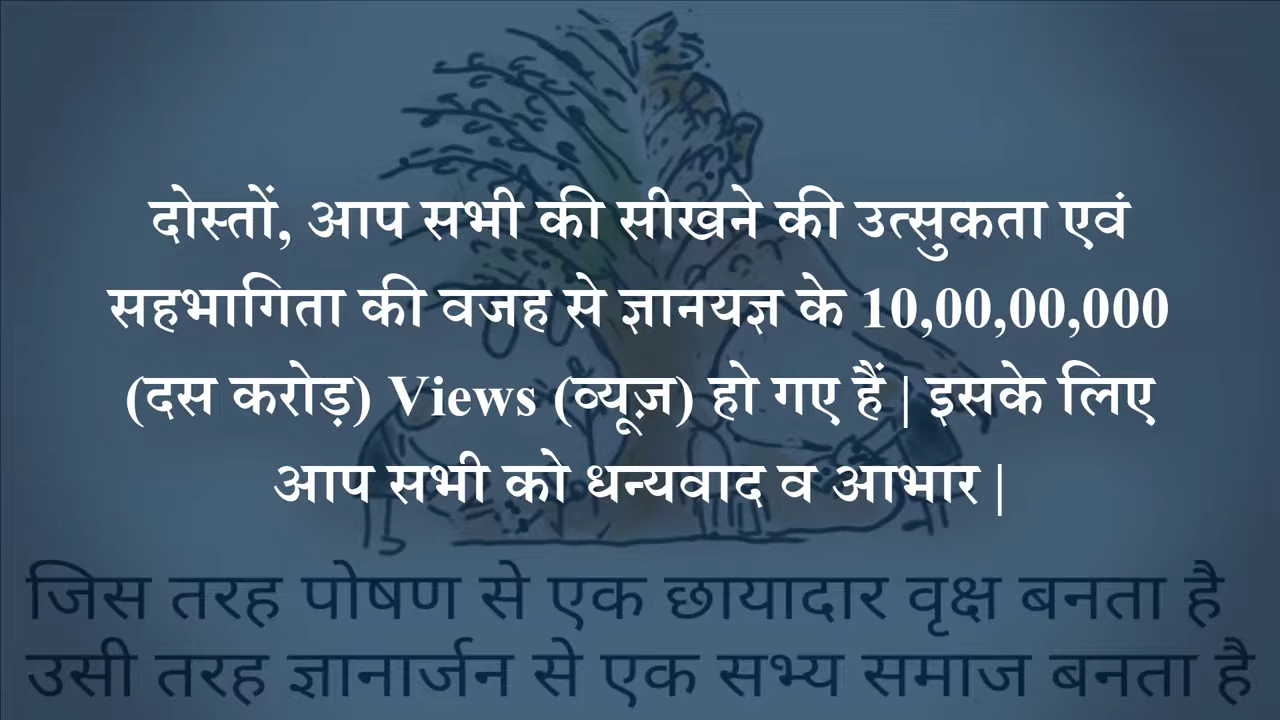 दोस्तों, आप सभी की सीखने की उत्सुकता एवं
सहभागिता की वजह से ज्ञानयज्ञ के 10,00,00,000
(दस करोड़) Views (व्यूज़) हो गए हैं | इसके लिए
आप सभी को धन्यवाद व आभार |
जिस तरह पोषण से एक छायादार वृक्ष बनता है
उसी तरह ज्ञानार्जन से एक सभ्य समाज बनता है